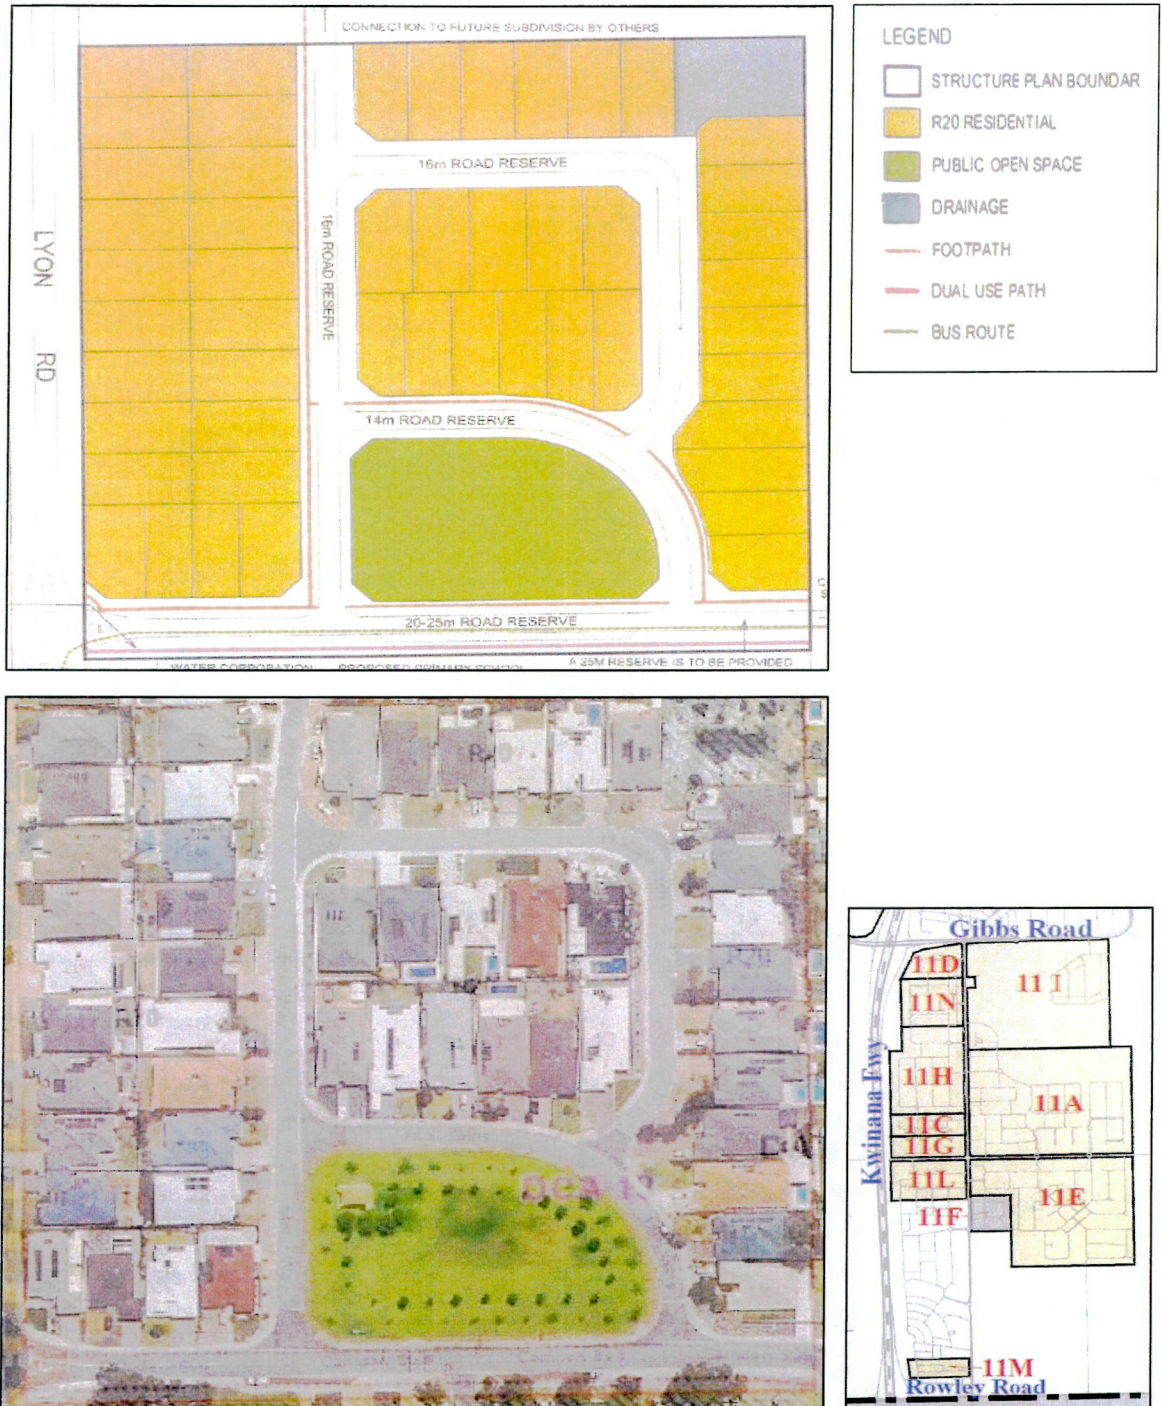 CONNECTION TO FUTURE SUBDIVISION BY OTHERS
16m ROAD RESERVE
16m ROAD RESERVE
LYON RD
14m ROAD RESERVE
20-25m ROAD RESERVE
WATER CORPORATION
PROPOSED PRIMARY SCHOOL
A 25M RESERVE IS TO BE PROVIDED
LEGEND
STRUCTURE PLAN BOUNDAR
R20 RESIDENTIAL
PUBLIC OPEN SPACE
DRAINAGE
FOOTPATH
DUAL USE PATH
BUS ROUTE
DCA 13
Gibbs Road
11D
11 I
11N
Kwinana Fwy
11H
11A
11C
11G
11L
11E
11F
11M
Rowley Road